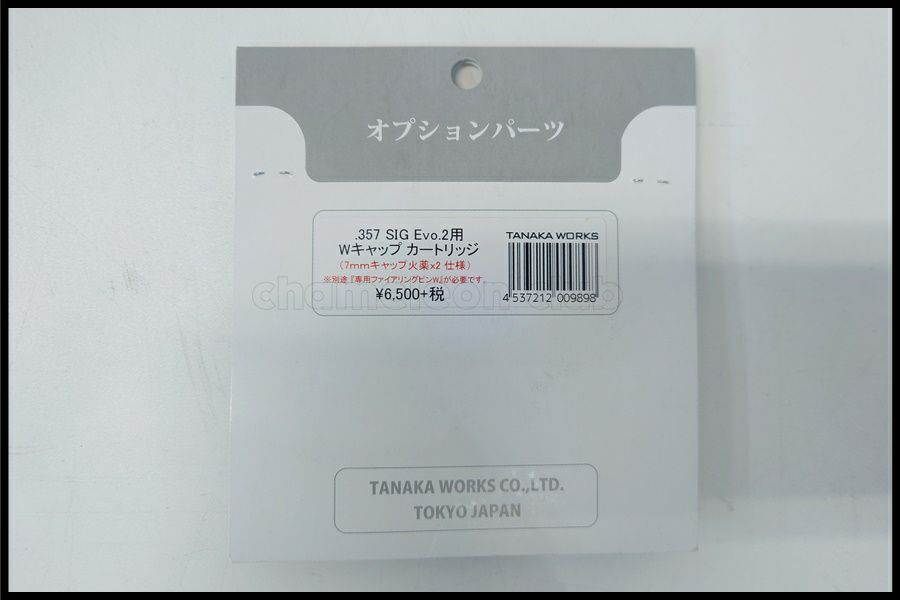 オプションパーツ
.357 SIG Evo.2用
Wキャップ カートリッジ
(7mmキャップ火薬x2 仕様)
※別途『専用ファイアリングピンW』が必要です。
¥6,500+税
TANAKA WORKS
4 537212 009898
chameleon club
TANAKA WORKS CO.,LTD.
TOKYO JAPAN